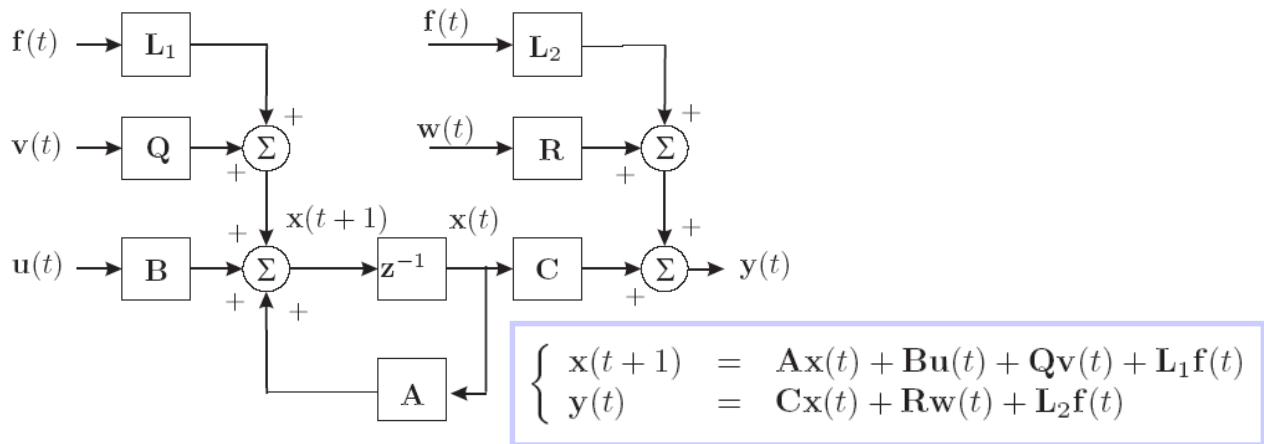 f(t) L₁ f(t) L₂
+ +
v(t) Q Σ w(t) R Σ
+ +
x(t + 1) x(t)
+ +
u(t) B Σ z⁻¹ C Σ y(t)
+ + +
A
{ x(t + 1) = Ax(t) + Bu(t) + Qv(t) + L₁f(t)
y(t) = Cx(t) + Rw(t) + L₂f(t)